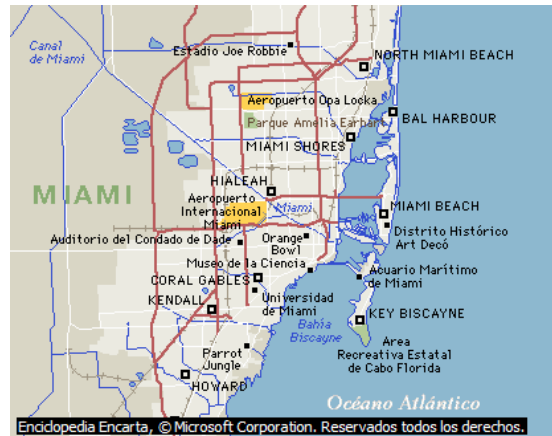 Canal
de Miami
Estadio Joe Robbie
NORTH MIAMI BEACH
Aeropuerto Opa Locka
Parque Amelia Earhart
BAL HARBOUR
MIAMI SHORES
HIALEAH
MIAMI
Aeropuerto
Internacional
Miami
Miami
MIAMI BEACH
Distrito Histórico
Art Decó
Auditorio del Condado de Dade
Orange
Bowl
Museo de la Ciencia
Acuario Marítimo
de Miami
CORAL GABLES
KENDALL
Universidad
de Miami
Bahía
Biscayne
KEY BISCAYNE
Area
Recreativa Estatal
de Cabo Florida
Parrot
Jungle
HOWARD
Océano Atlántico
Enciclopedia Encarta, © Microsoft Corporation. Reservados todos los derechos.